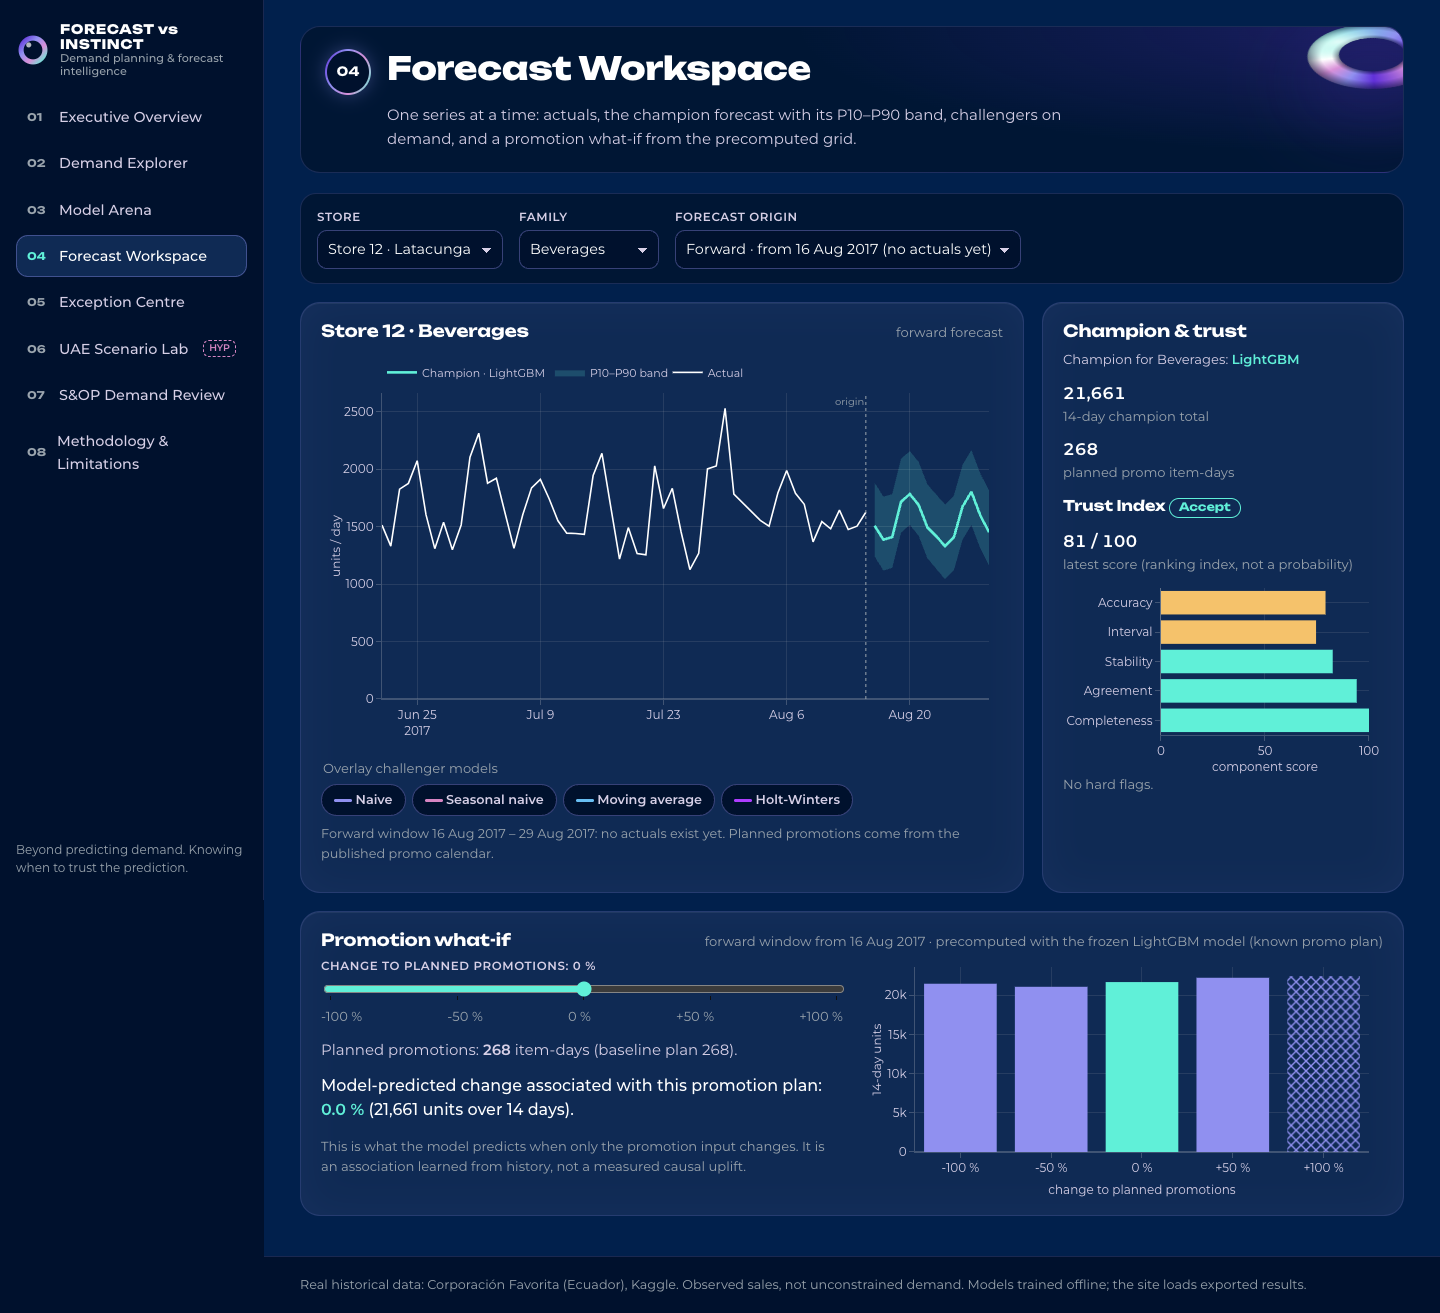 FORECAST vs
INSTINCT
Demand planning & forecast
intelligence
01 Executive Overview
02 Demand Explorer
03 Model Arena
04 Forecast Workspace
05 Exception Centre
06 UAE Scenario Lab HYP
07 S&OP Demand Review
08 Methodology &
Limitations
Beyond predicting demand. Knowing
when to trust the prediction.
04 Forecast Workspace
One series at a time: actuals, the champion forecast with its P10–P90 band, challengers on
demand, and a promotion what-if from the precomputed grid.
STORE FAMILY FORECAST ORIGIN
Store 12 · Latacunga Beverages Forward · from 16 Aug 2017 (no actuals yet)
Store 12 · Beverages forward forecast
Champion · LightGBM P10–P90 band Actual
origin
2500
2000
1500
1000
500
0
units / day
Jun 25 Jul 9 Jul 23 Aug 6 Aug 20
2017
Overlay challenger models
Naive Seasonal naive Moving average Holt-Winters
Forward window 16 Aug 2017 – 29 Aug 2017: no actuals exist yet. Planned promotions come from the
published promo calendar.
Champion & trust
Champion for Beverages: LightGBM
21,661
14-day champion total
268
planned promo item-days
Trust Index Accept
81 / 100
latest score (ranking index, not a probability)
Accuracy
Interval
Stability
Agreement
Completeness
0 50 100
component score
No hard flags.
Promotion what-if forward window from 16 Aug 2017 · precomputed with the frozen LightGBM model (known promo plan)
CHANGE TO PLANNED PROMOTIONS: 0 %
-100 % -50 % 0 % +50 % +100 %
Planned promotions: 268 item-days (baseline plan 268).
Model-predicted change associated with this promotion plan:
0.0 % (21,661 units over 14 days).
This is what the model predicts when only the promotion input changes. It is
an association learned from history, not a measured causal uplift.
20k
15k
10k
5k
0
14-day units
-100 % -50 % 0 % +50 % +100 %
change to planned promotions
Real historical data: Corporación Favorita (Ecuador), Kaggle. Observed sales, not unconstrained demand. Models trained offline; the site loads exported results.